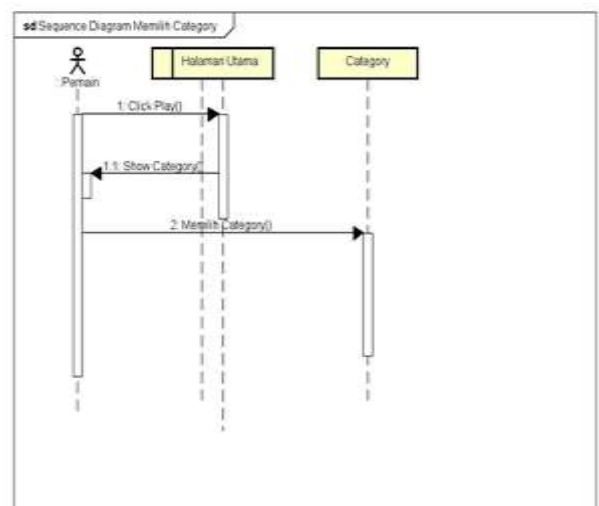 sd Sequence Diagram Memilih Category
: Pemain
Halaman Utama
Category
1: Click Play()
1.1: Show Category()
2: Memilih Category()